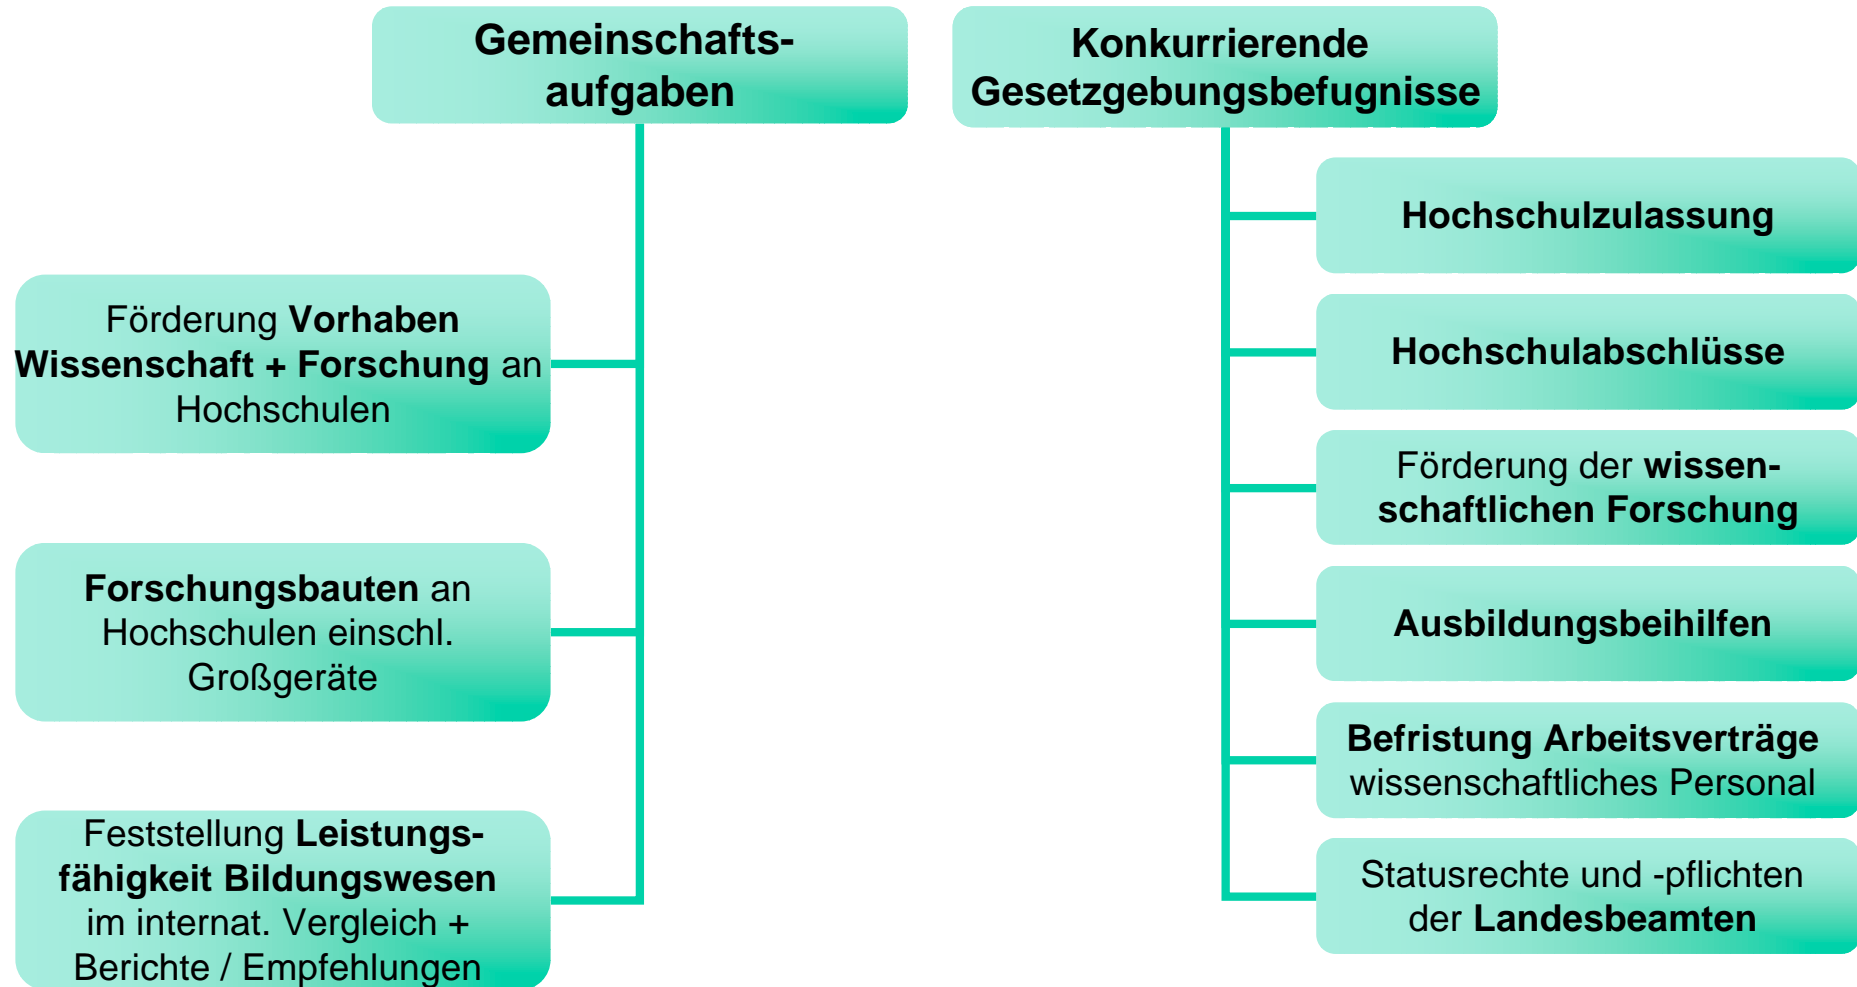 Gemeinschafts-
aufgaben
Förderung Vorhaben
Wissenschaft + Forschung an
Hochschulen
Forschungsbauten an
Hochschulen einschl.
Großgeräte
Feststellung Leistungs-
fähigkeit Bildungswesen
im internat. Vergleich +
Berichte / Empfehlungen
Konkurrierende
Gesetzgebungsbefugnisse
Hochschulzulassung
Hochschulabschlüsse
Förderung der wissen-
schaftlichen Forschung
Ausbildungsbeihilfen
Befristung Arbeitsverträge
wissenschaftliches Personal
Statusrechte und -pflichten
der Landesbeamten